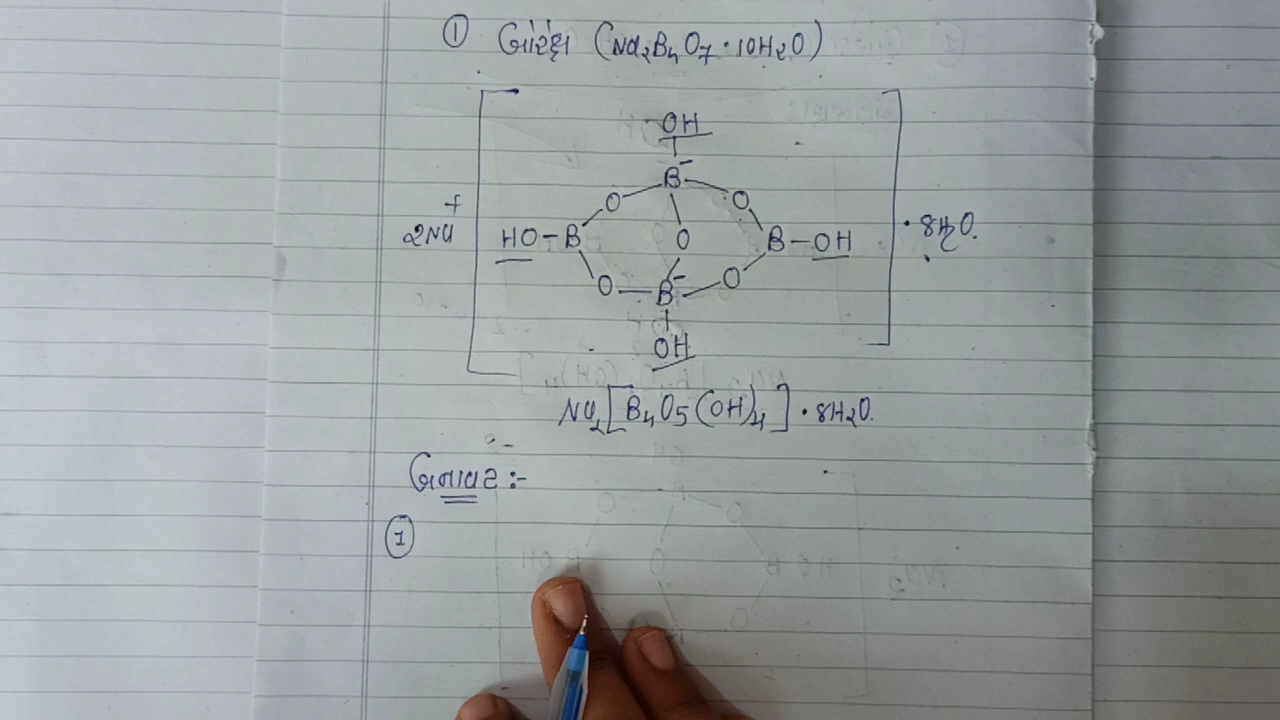 ① બોરેક્ષ (Na₂B₄O₇·10H₂O)
OH
B⁻
O O
2Na⁺ HO–B O B–OH ·8H₂O.
O B⁻ O
OH
Na₂[B₄O₅(OH)₄]·8H₂O.
બનાવટ :-
①